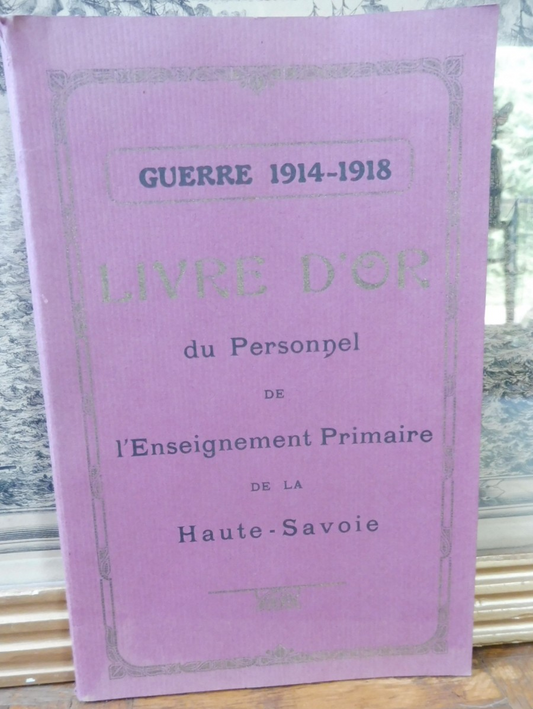 GUERRE 1914-1918
LIVRE D'OR
du Personnel
DE
l'Enseignement Primaire
DE LA
Haute-Savoie